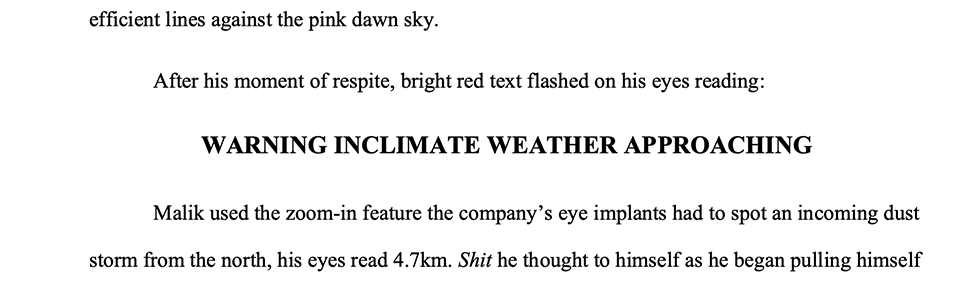 efficient lines against the pink dawn sky.
After his moment of respite, bright red text flashed on his eyes reading:
WARNING INCLIMATE WEATHER APPROACHING
Malik used the zoom-in feature the company’s eye implants had to spot an incoming dust
storm from the north, his eyes read 4.7km. Shit he thought to himself as he began pulling himself